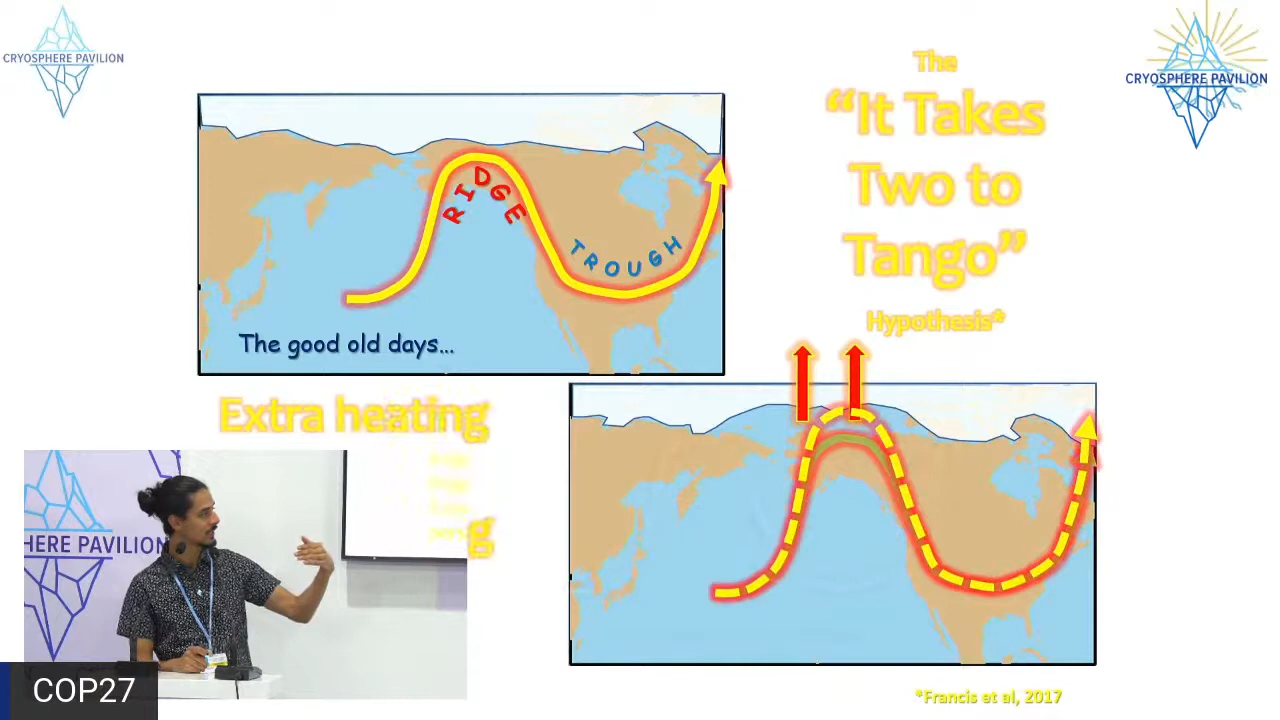 CRYOSPHERE PAVILION
CRYOSPHERE PAVILION
The
“It Takes
Two to
Tango”
Hypothesis*
RIDGE
TROUGH
The good old days...
Extra heating
g
HERE PAVILION
COP27
*Francis et al, 2017